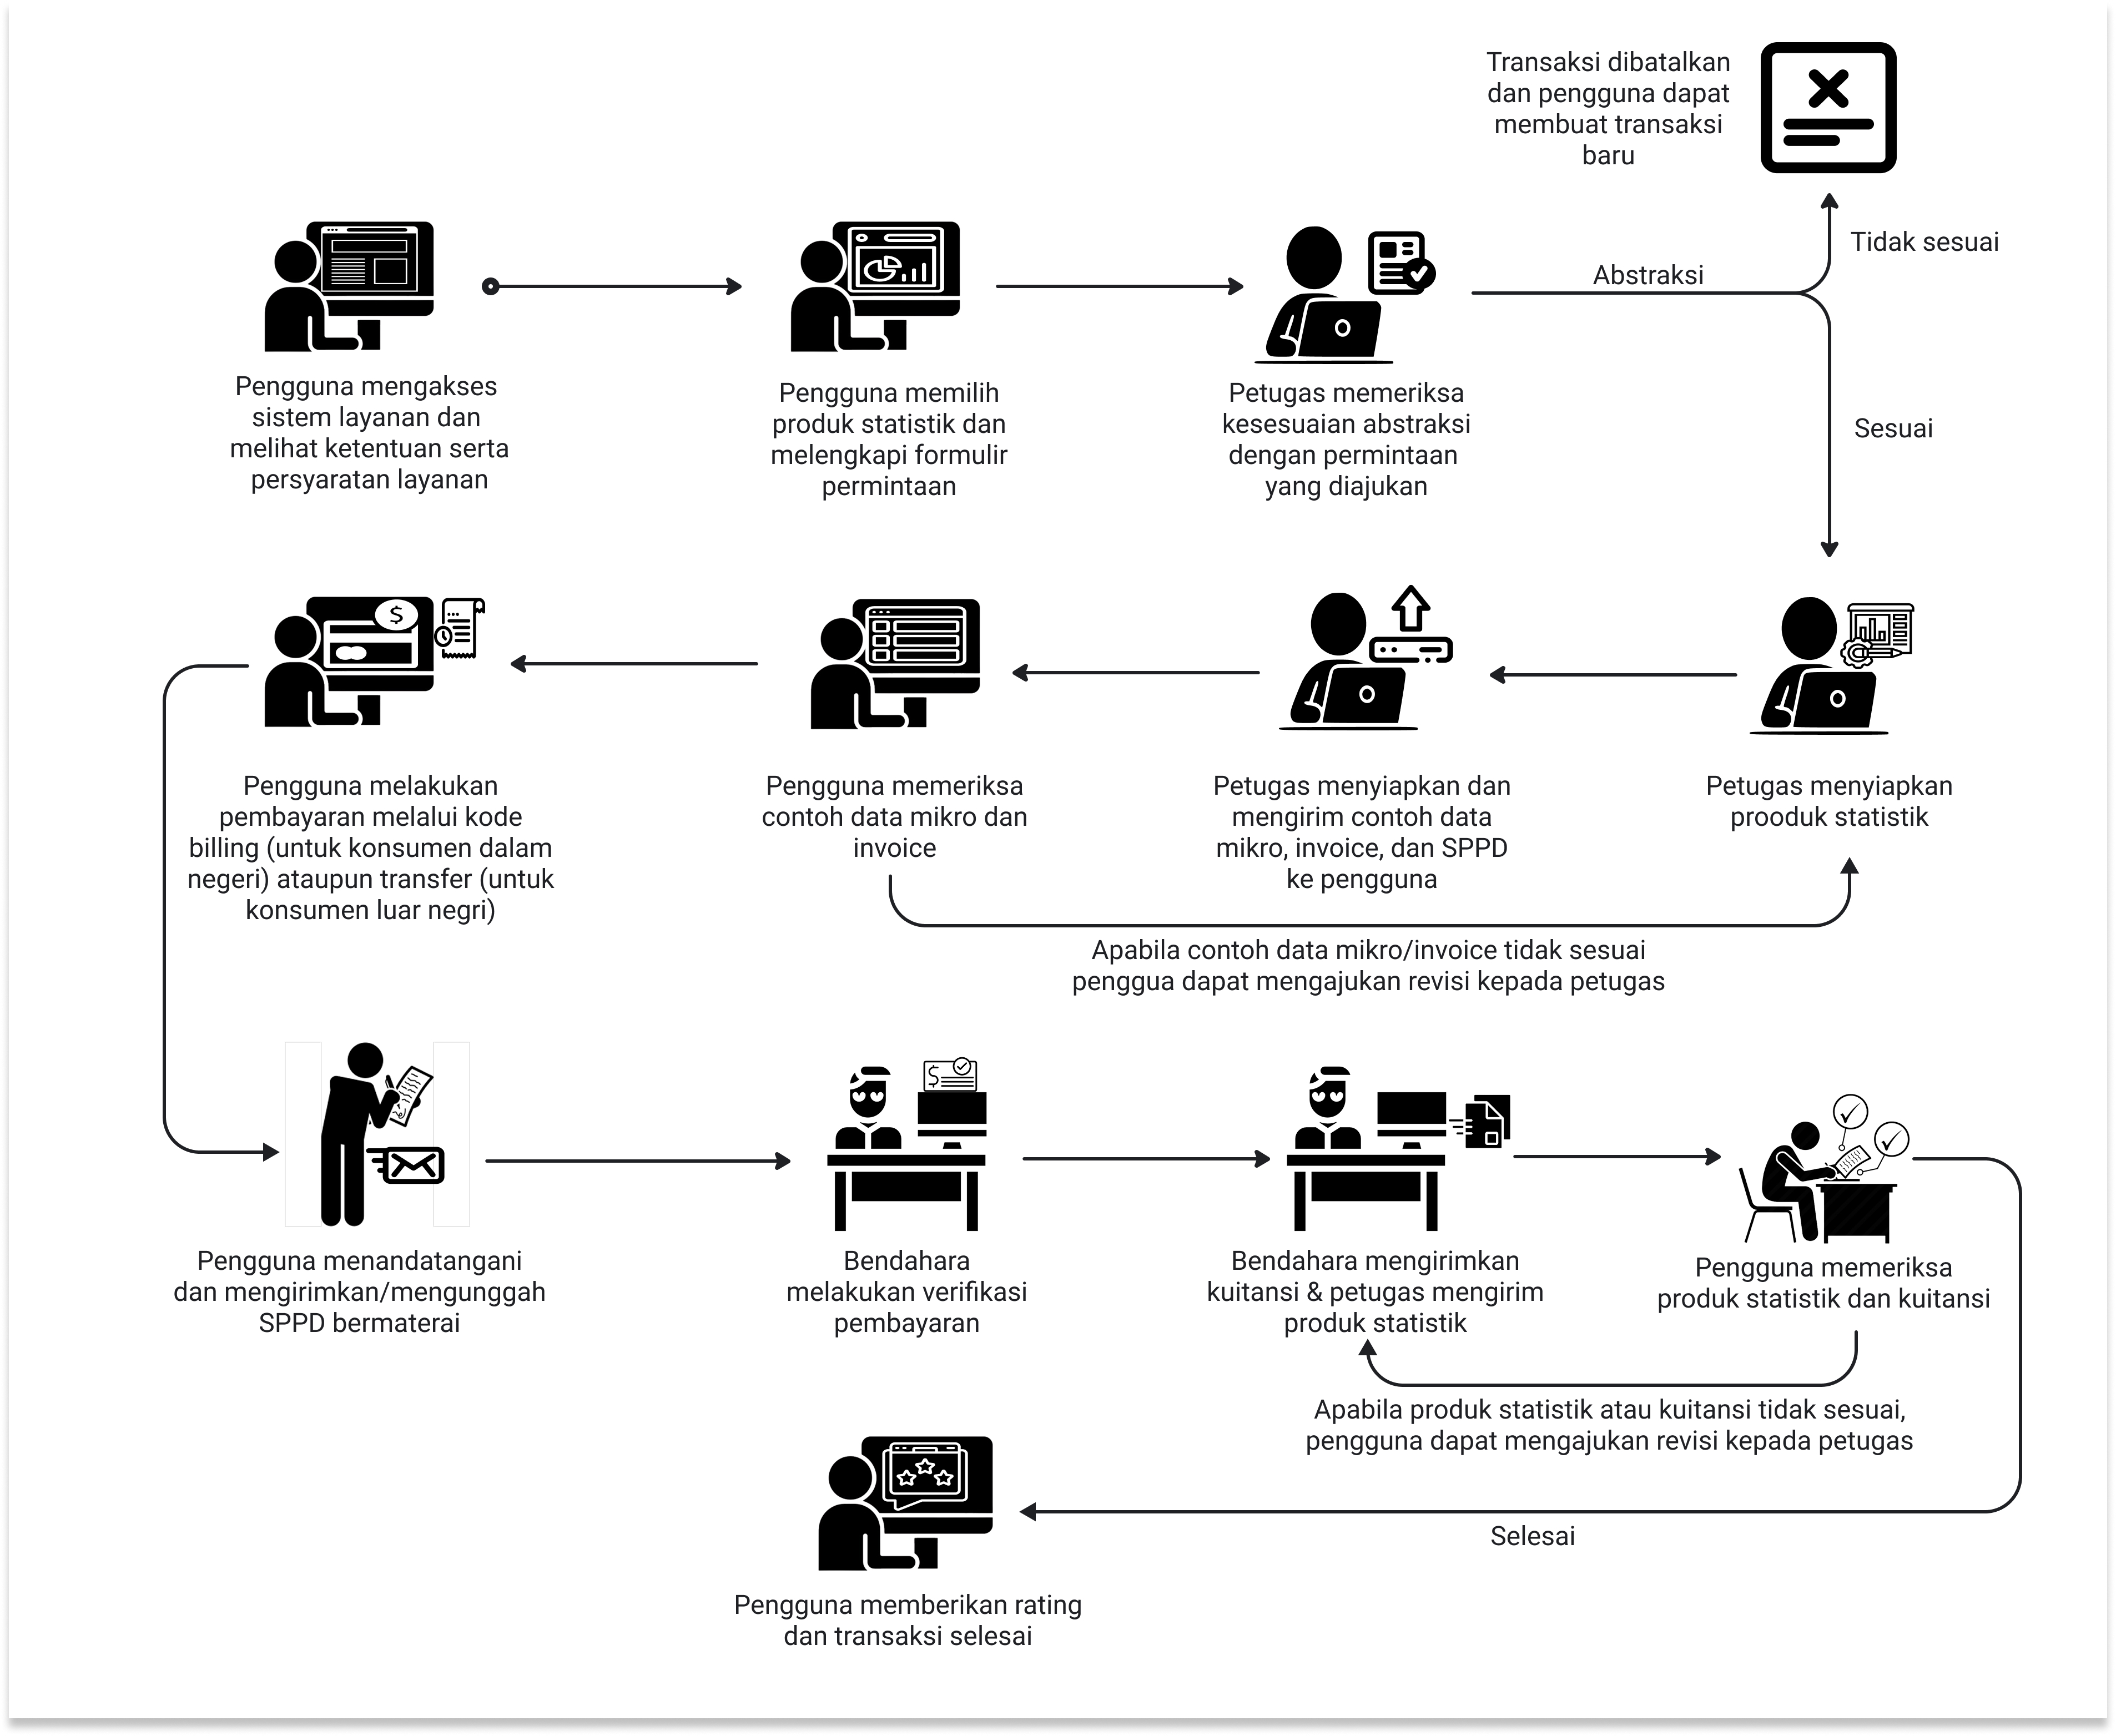 Transaksi dibatalkan
dan pengguna dapat
membuat transaksi
baru
Tidak sesuai
Abstraksi
Sesuai
Pengguna mengakses
sistem layanan dan
melihat ketentuan serta
persyaratan layanan
Pengguna memilih
produk statistik dan
melengkapi formulir
permintaan
Petugas memeriksa
kesesuaian abstraksi
dengan permintaan
yang diajukan
$
Pengguna melakukan
pembayaran melalui kode
billing (untuk konsumen dalam
negeri) ataupun transfer (untuk
konsumen luar negri)
Pengguna memeriksa
contoh data mikro dan
invoice
Petugas menyiapkan dan
mengirim contoh data
mikro, invoice, dan SPPD
ke pengguna
Petugas menyiapkan
prooduk statistik
Apabila contoh data mikro/invoice tidak sesuai
penggua dapat mengajukan revisi kepada petugas
$
Pengguna menandatangani
dan mengirimkan/mengunggah
SPPD bermaterai
Bendahara
melakukan verifikasi
pembayaran
Bendahara mengirimkan
kuitansi & petugas mengirim
produk statistik
Pengguna memeriksa
produk statistik dan kuitansi
Apabila produk statistik atau kuitansi tidak sesuai,
pengguna dapat mengajukan revisi kepada petugas
Selesai
Pengguna memberikan rating
dan transaksi selesai